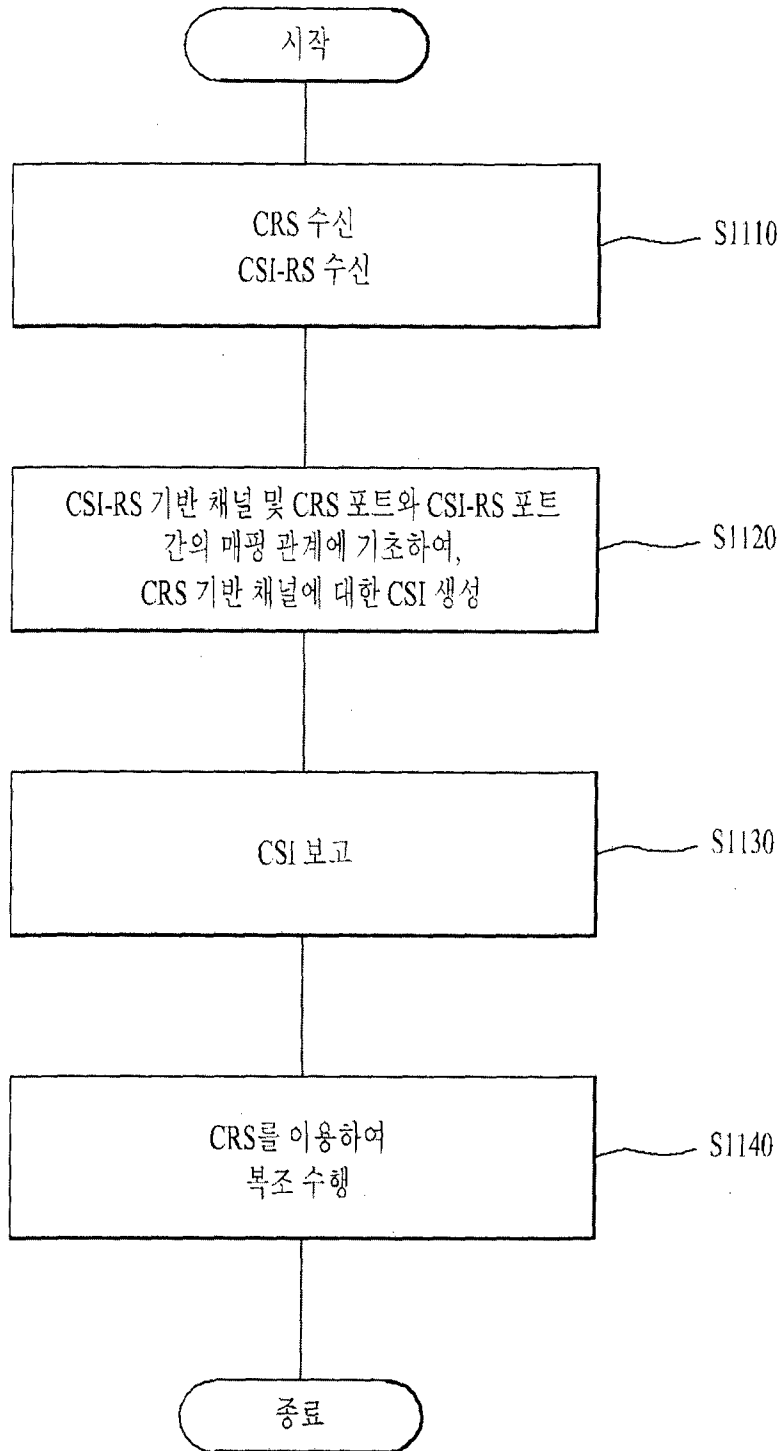 시작
CRS 수신
CSI-RS 수신
S1110
CSI-RS 기반 채널 및 CRS 포트와 CSI-RS 포트
간의 매핑 관계에 기초하여,
CRS 기반 채널에 대한 CSI 생성
S1120
CSI 보고
S1130
CRS를 이용하여
복조 수행
S1140
종료